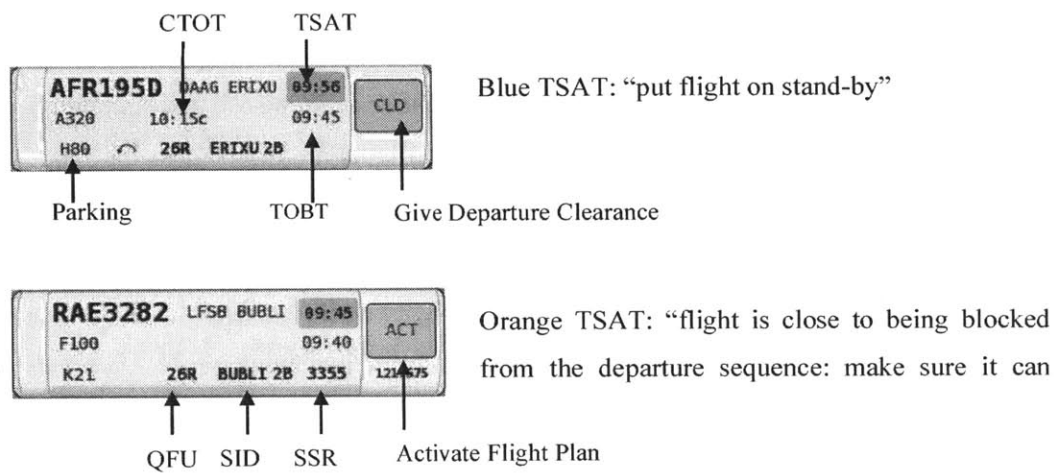 CTOT TSAT
AFR195D DAAG ERIXU 09:56 CLD
A320 10:15c 09:45
H80 26R ERIXU 2B
Blue TSAT: “put flight on stand-by”
Parking TOBT Give Departure Clearance
RAE3282 LFSB BUBLI 09:45 ACT
F100 09:40
K21 26R BUBLI 2B 3355
Orange TSAT: “flight is close to being blocked
from the departure sequence: make sure it can
QFU SID SSR Activate Flight Plan